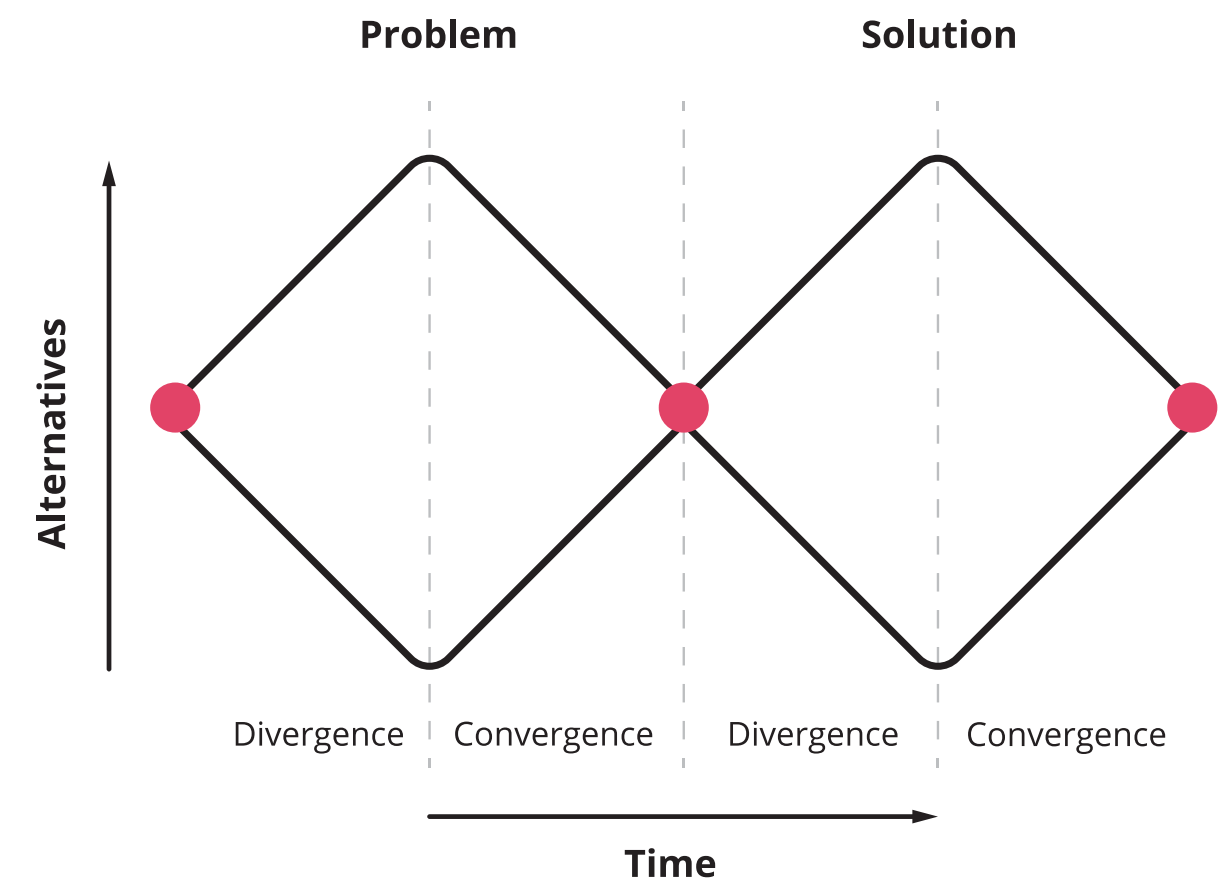 Problem
Solution
Alternatives
Divergence
Convergence
Divergence
Convergence
Time